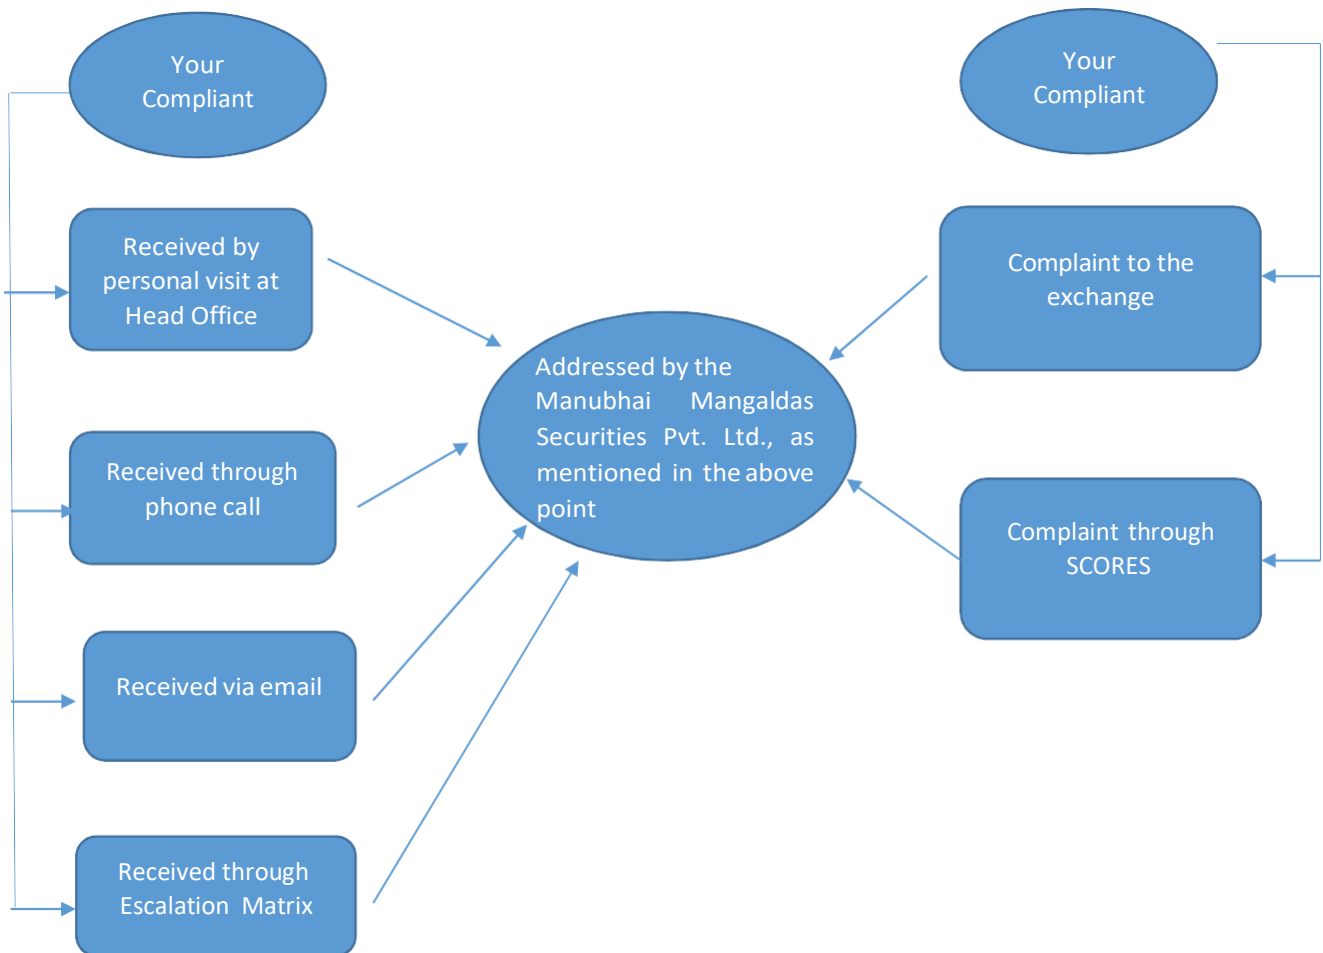 Your
Compliant
Your
Compliant
Received by
personal visit at
Head Office
Complaint to the
exchange
Addressed by the
Manubhai Mangaldas
Securities Pvt. Ltd., as
mentioned in the above
point
Received through
phone call
Complaint through
SCORES
Received via email
Received through
Escalation Matrix